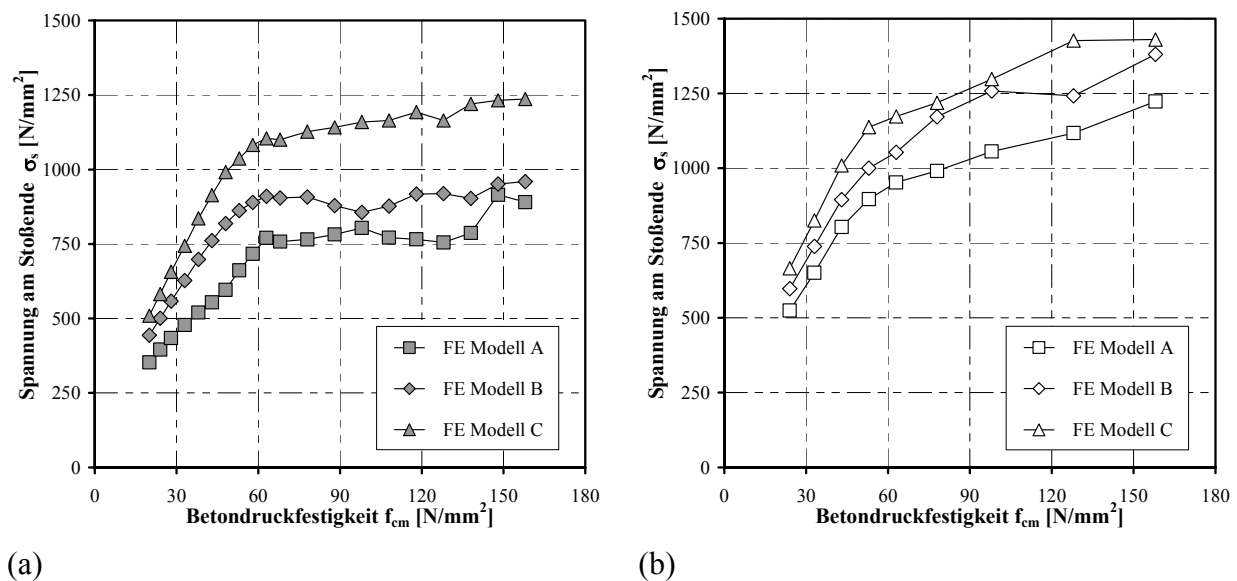 1500
1250
1000
750
500
250
0
Spannung am Stoßende σs [N/mm²]
0 30 60 90 120 150 180
Betondruckfestigkeit fcm [N/mm²]
FE Modell A
FE Modell B
FE Modell C
(a)
1500
1250
1000
750
500
250
0
Spannung am Stoßende σs [N/mm²]
0 30 60 90 120 150 180
Betondruckfestigkeit fcm [N/mm²]
FE Modell A
FE Modell B
FE Modell C
(b)